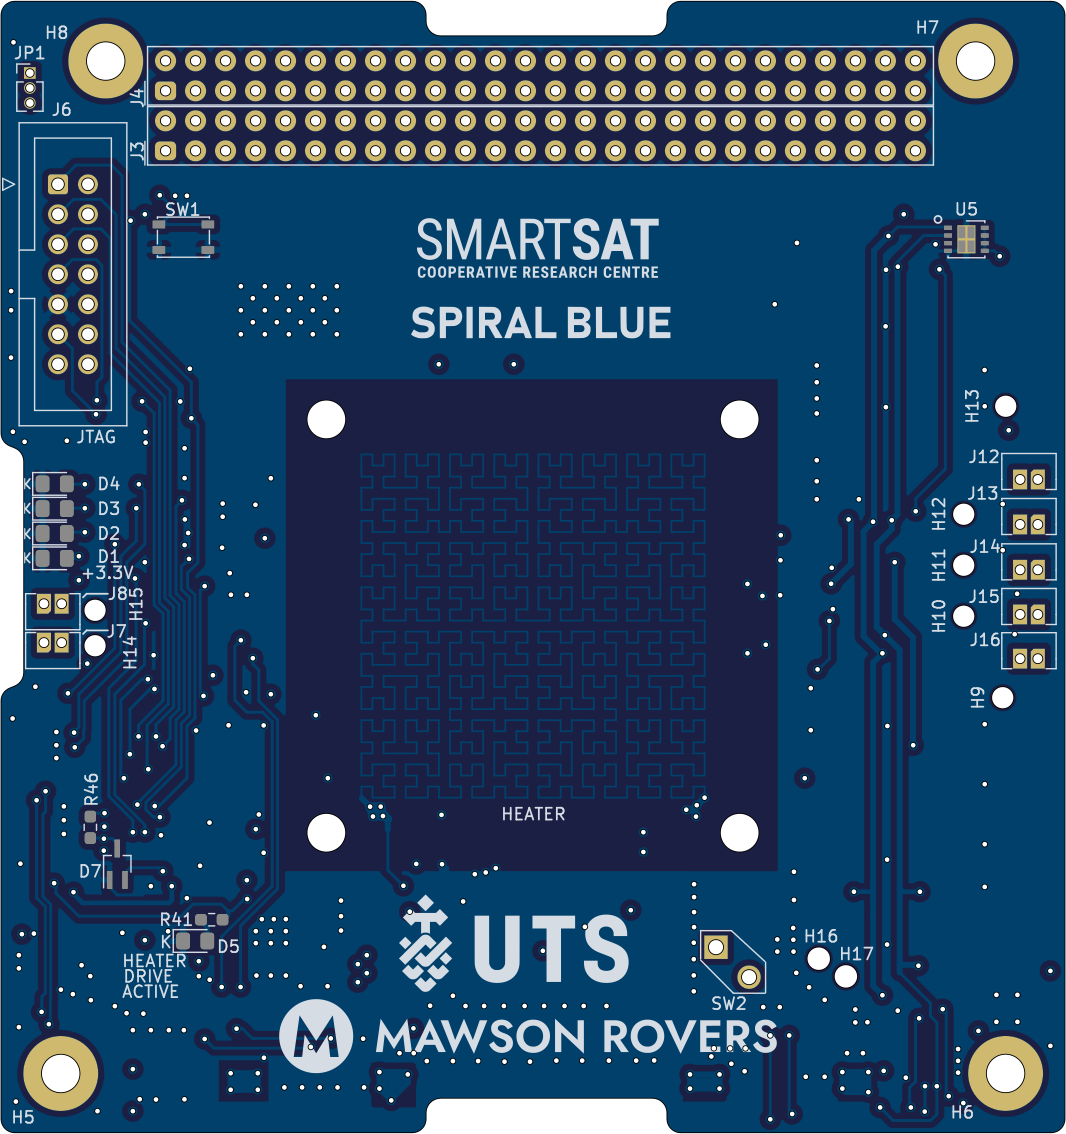 H8
H7
JP1
J4
J6
J3
SW1
U5
SMARTSAT
COOPERATIVE RESEARCH CENTRE
SPIRAL BLUE
H13
JTAG
J12
K D4
J13
K D3
H12
K D2
J14
K D1
H11
+3.3V
J8
J15
H15
H10
J7
J16
H14
H9
R46
HEATER
D7
R41
K D5
UTS
H16
H17
HEATER
DRIVE
ACTIVE
SW2
M MAWSON ROVERS
H5
H6